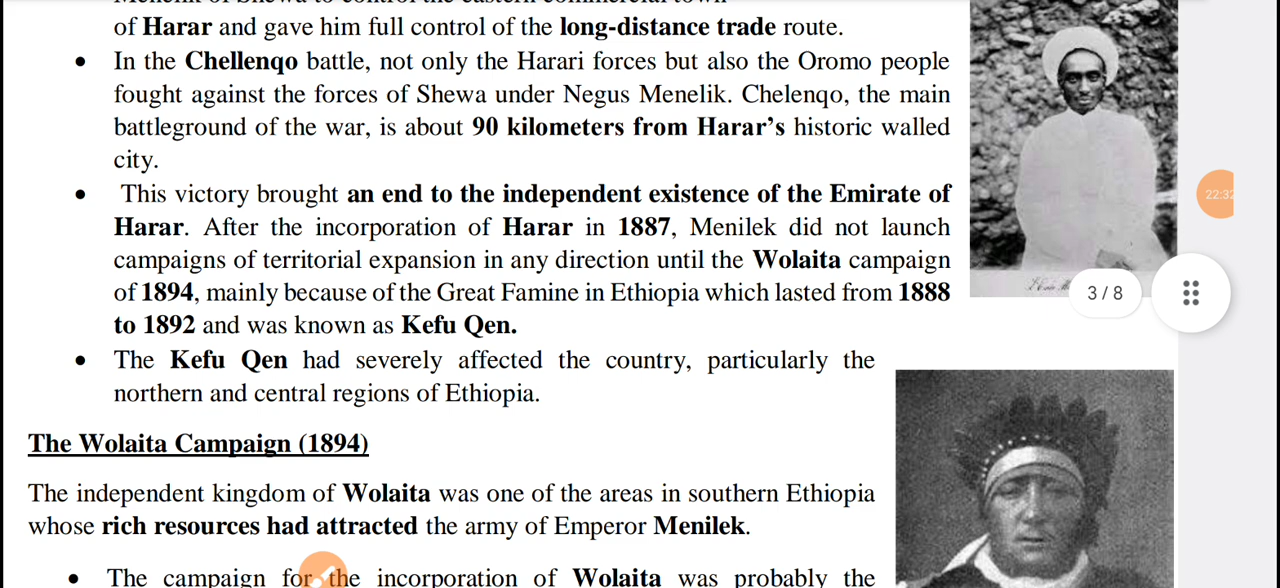 of Harar and gave him full control of the long-distance trade route.
• In the Chellenqo battle, not only the Harari forces but also the Oromo people
fought against the forces of Shewa under Negus Menelik. Chelenqo, the main
battleground of the war, is about 90 kilometers from Harar’s historic walled
city.
• This victory brought an end to the independent existence of the Emirate of
Harar. After the incorporation of Harar in 1887, Menilek did not launch
campaigns of territorial expansion in any direction until the Wolaita campaign
of 1894, mainly because of the Great Famine in Ethiopia which lasted from 1888
to 1892 and was known as Kefu Qen.
• The Kefu Qen had severely affected the country, particularly the
northern and central regions of Ethiopia.
The Wolaita Campaign (1894)
The independent kingdom of Wolaita was one of the areas in southern Ethiopia
whose rich resources had attracted the army of Emperor Menilek.
• The campaign for the incorporation of Wolaita was probably the
22:32
3 / 8